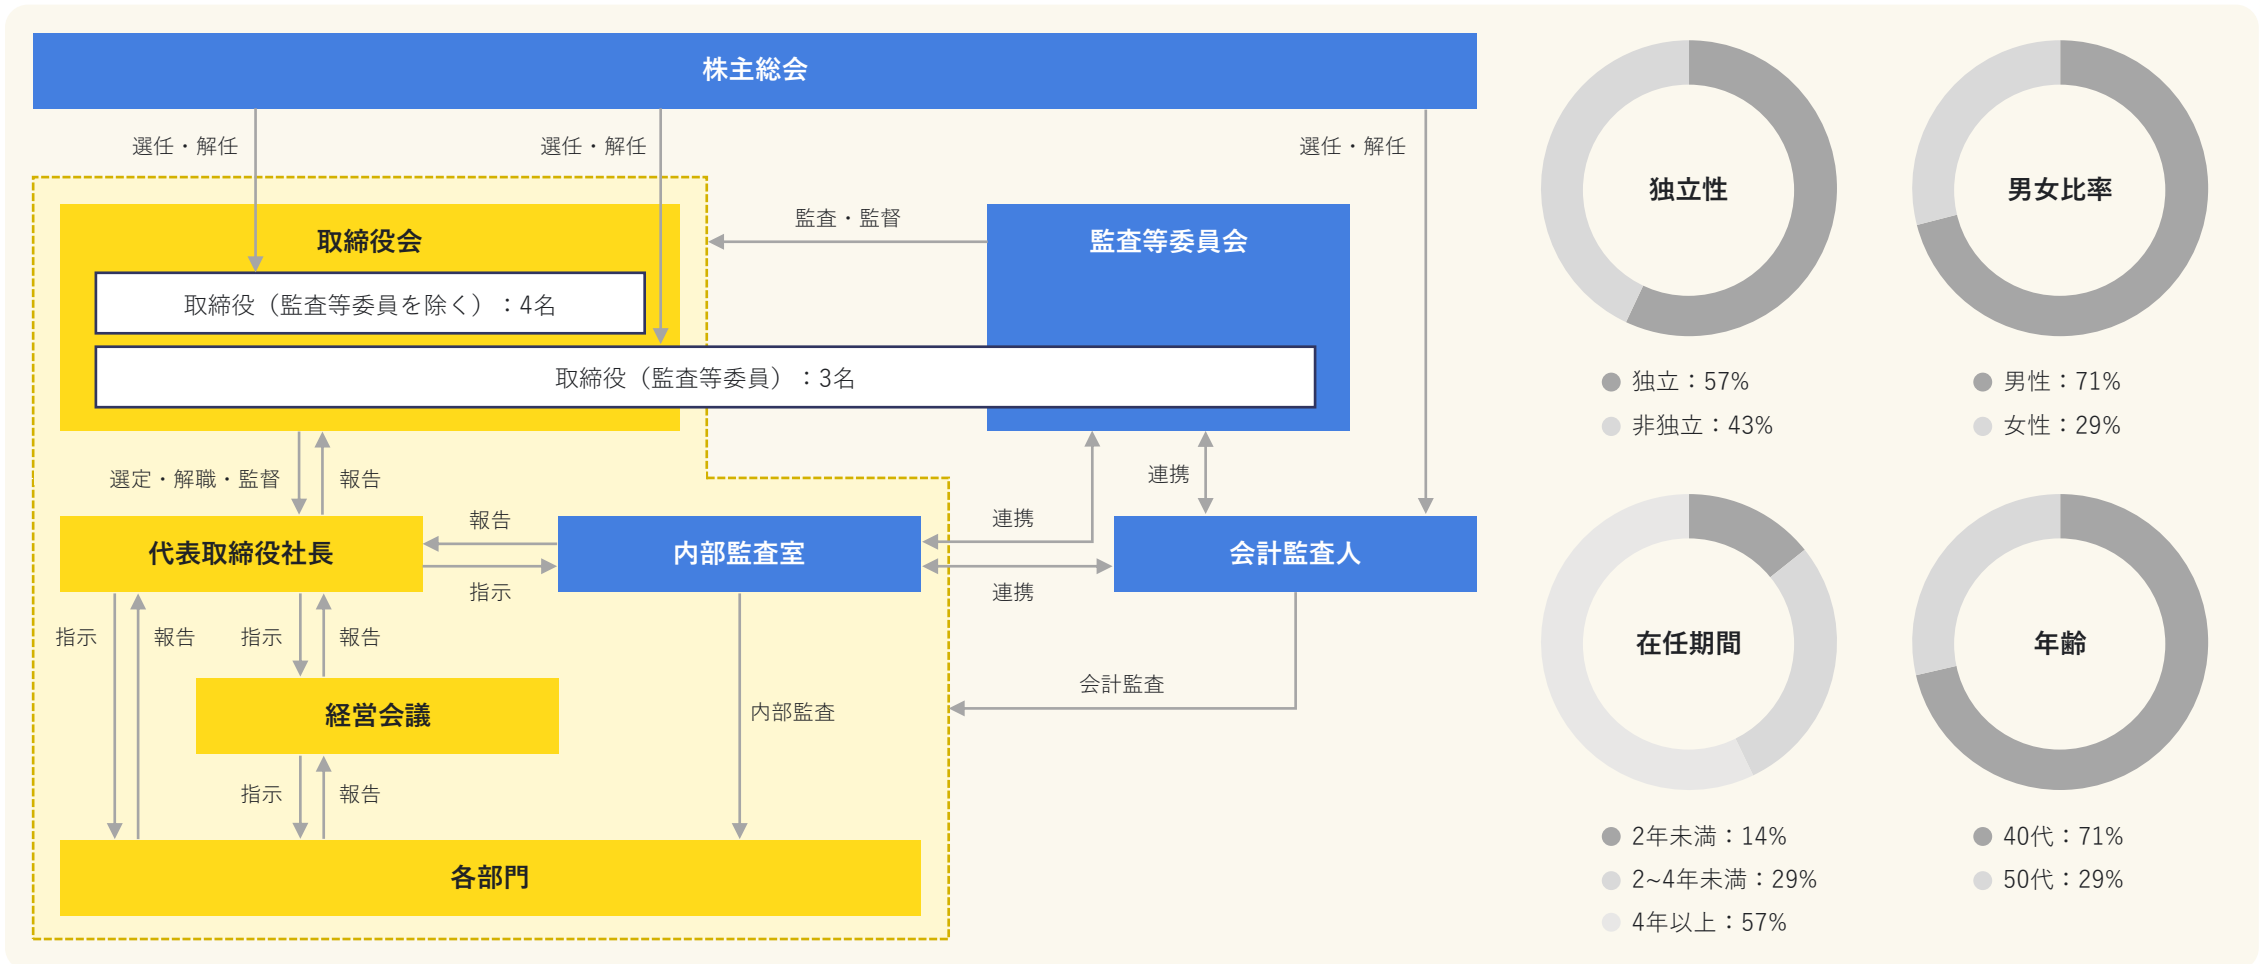 株主総会
選任・解任
選任・解任
選任・解任
取締役会
監査・監督
監査等委員会
取締役（監査等委員を除く）：4名
取締役（監査等委員）：3名
選定・解職・監督
報告
連携
連携
報告
代表取締役社長
内部監査室
会計監査人
指示
連携
指示
報告
指示
報告
会計監査
経営会議
内部監査
指示
報告
各部門
独立性
独立：57%
非独立：43%
男女比率
男性：71%
女性：29%
在任期間
2年未満：14%
2~4年未満：29%
4年以上：57%
年齢
40代：71%
50代：29%